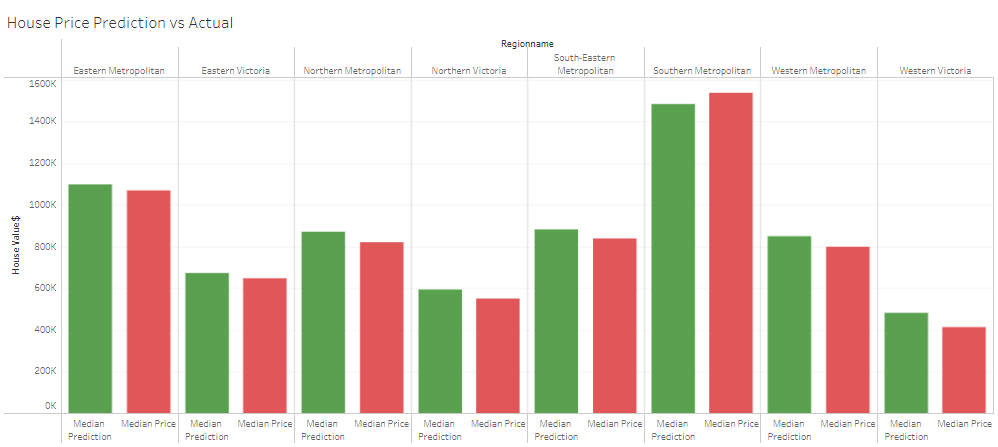 House Price Prediction vs Actual
Regionname
Eastern Metropolitan
Eastern Victoria
Northern Metropolitan
Northern Victoria
South-Eastern
Metropolitan
Southern Metropolitan
Western Metropolitan
Western Victoria
House Value $
1600K
1400K
1200K
1000K
800K
600K
400K
200K
0K
Median
Prediction
Median Price
Median
Prediction
Median Price
Median
Prediction
Median Price
Median
Prediction
Median Price
Median
Prediction
Median Price
Median
Prediction
Median Price
Median
Prediction
Median Price
Median
Prediction
Median Price